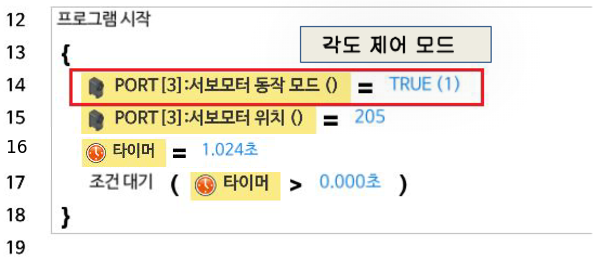 12 프로그램 시작
각도 제어 모드
13 {
14 PORT[3]:서보모터 동작 모드 () = TRUE (1)
15 PORT[3]:서보모터 위치 () = 205
16 타이머 = 1.024초
17 조건 대기 ( 타이머 > 0.000초 )
18 }
19